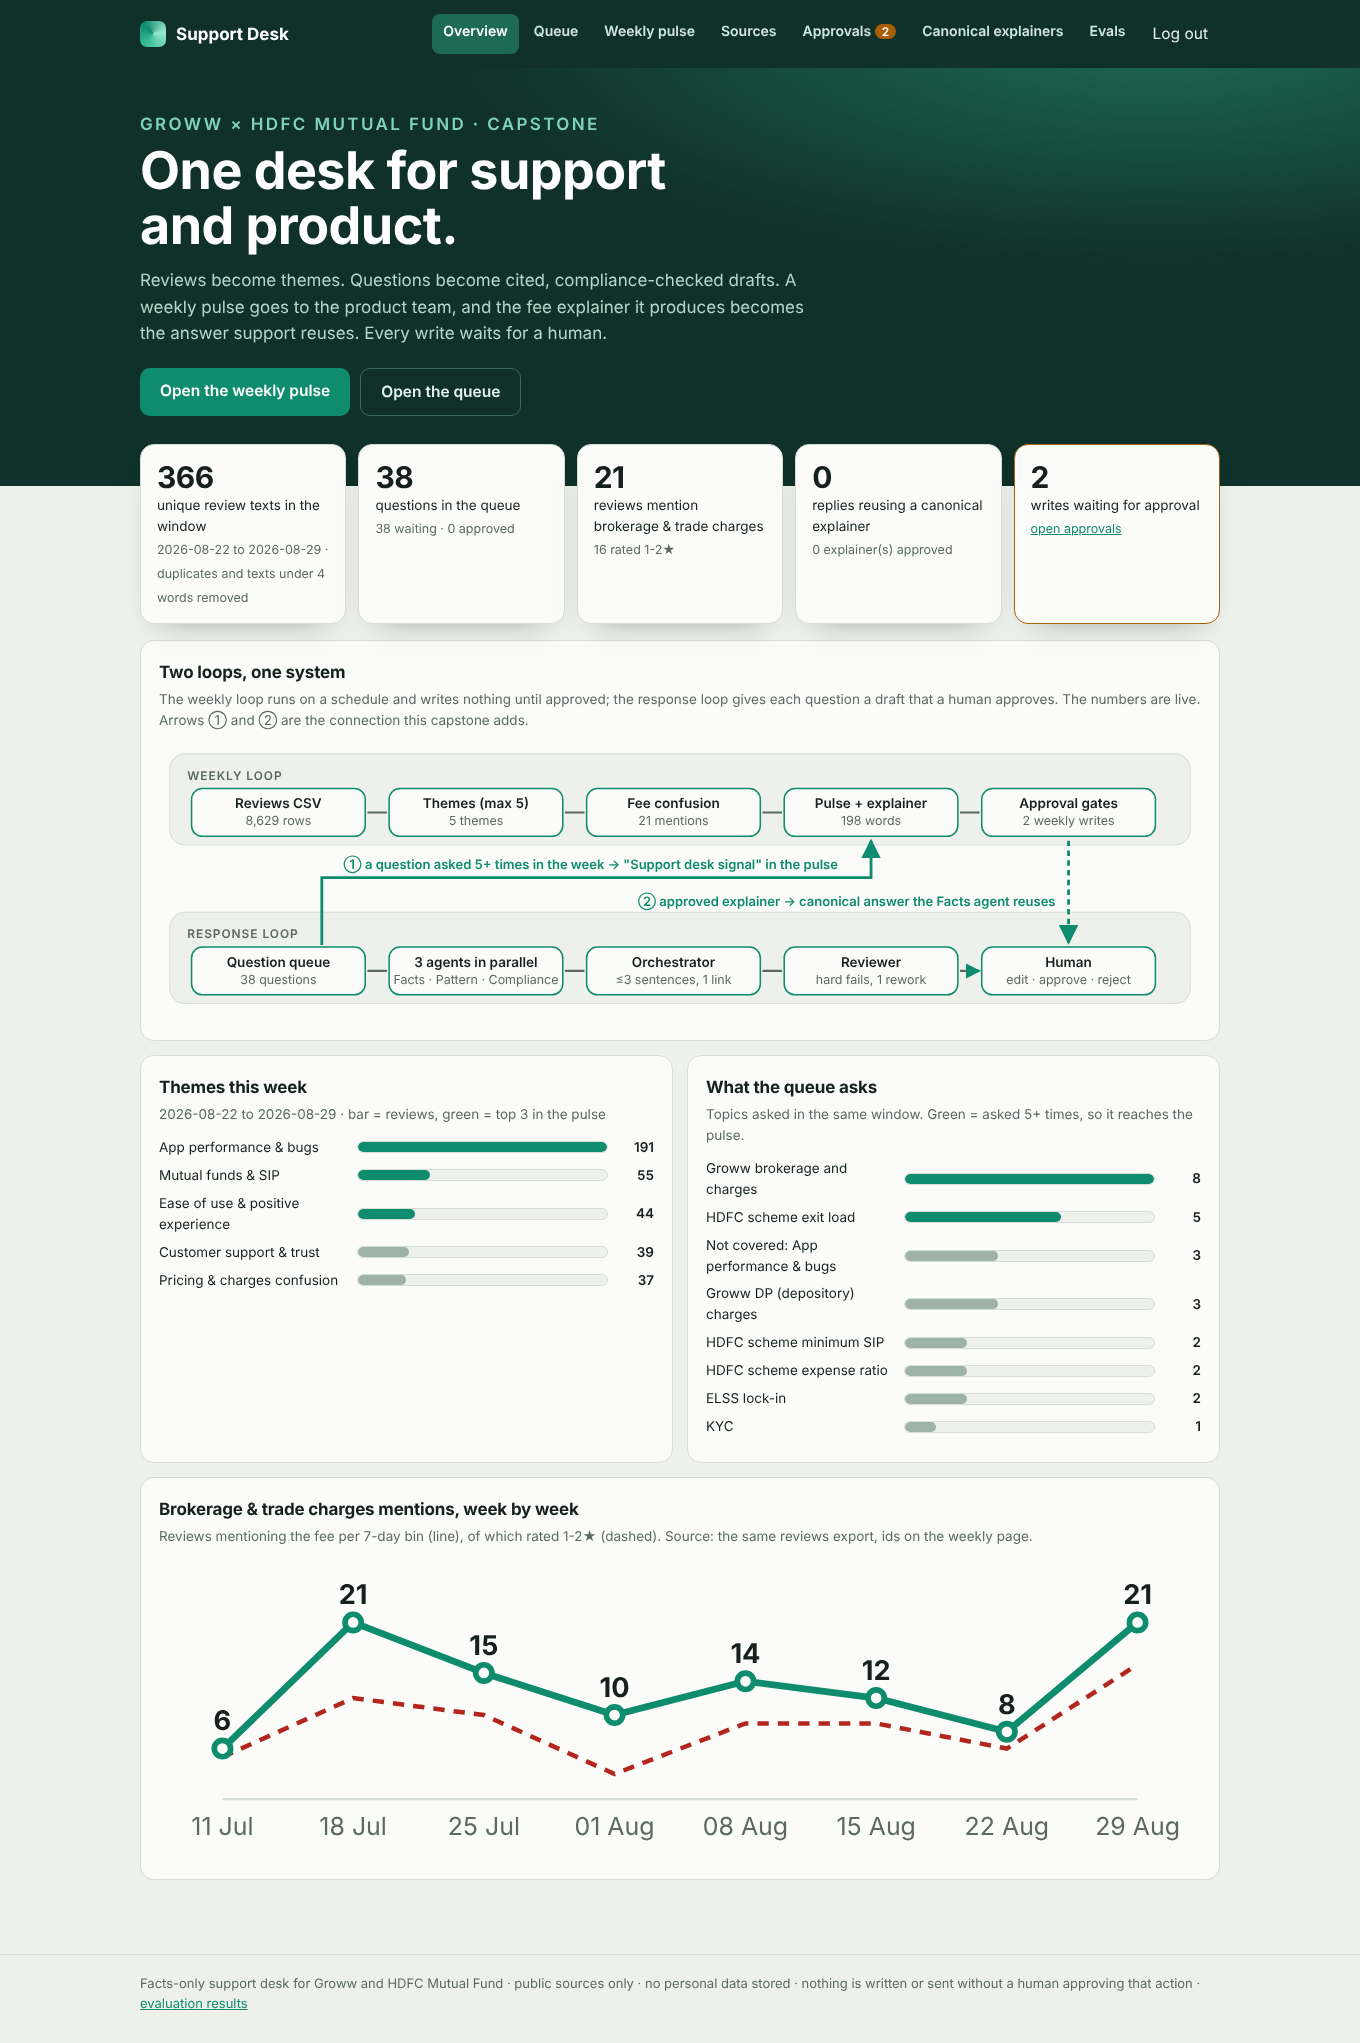 Support Desk
Overview
Queue
Weekly pulse
Sources
Approvals 2
Canonical explainers
Evals
Log out
GROWW × HDFC MUTUAL FUND · CAPSTONE
One desk for support
and product.
Reviews become themes. Questions become cited, compliance-checked drafts. A
weekly pulse goes to the product team, and the fee explainer it produces becomes
the answer support reuses. Every write waits for a human.
Open the weekly pulse
Open the queue
366
unique review texts in the
window
2026-08-22 to 2026-08-29 ·
duplicates and texts under 4
words removed
38
questions in the queue
38 waiting · 0 approved
21
reviews mention
brokerage & trade charges
16 rated 1-2★
0
replies reusing a canonical
explainer
0 explainer(s) approved
2
writes waiting for approval
open approvals
Two loops, one system
The weekly loop runs on a schedule and writes nothing until approved; the response loop gives each question a draft that a human approves. The numbers are live.
Arrows ① and ② are the connection this capstone adds.
WEEKLY LOOP
Reviews CSV
8,629 rows
Themes (max 5)
5 themes
Fee confusion
21 mentions
Pulse + explainer
198 words
Approval gates
2 weekly writes
① a question asked 5+ times in the week → "Support desk signal" in the pulse
② approved explainer → canonical answer the Facts agent reuses
RESPONSE LOOP
Question queue
38 questions
3 agents in parallel
Facts · Pattern · Compliance
Orchestrator
≤3 sentences, 1 link
Reviewer
hard fails, 1 rework
Human
edit · approve · reject
Themes this week
2026-08-22 to 2026-08-29 · bar = reviews, green = top 3 in the pulse
App performance & bugs 191
Mutual funds & SIP 55
Ease of use & positive
experience 44
Customer support & trust 39
Pricing & charges confusion 37
What the queue asks
Topics asked in the same window. Green = asked 5+ times, so it reaches the
pulse.
Groww brokerage and
charges 8
HDFC scheme exit load 5
Not covered: App
performance & bugs 3
Groww DP (depository)
charges 3
HDFC scheme minimum SIP 2
HDFC scheme expense ratio 2
ELSS lock-in 2
KYC 1
Brokerage & trade charges mentions, week by week
Reviews mentioning the fee per 7-day bin (line), of which rated 1-2★ (dashed). Source: the same reviews export, ids on the weekly page.
6 21 15 10 14 12 8 21
11 Jul 18 Jul 25 Jul 01 Aug 08 Aug 15 Aug 22 Aug 29 Aug
Facts-only support desk for Groww and HDFC Mutual Fund · public sources only · no personal data stored · nothing is written or sent without a human approving that action ·
evaluation results